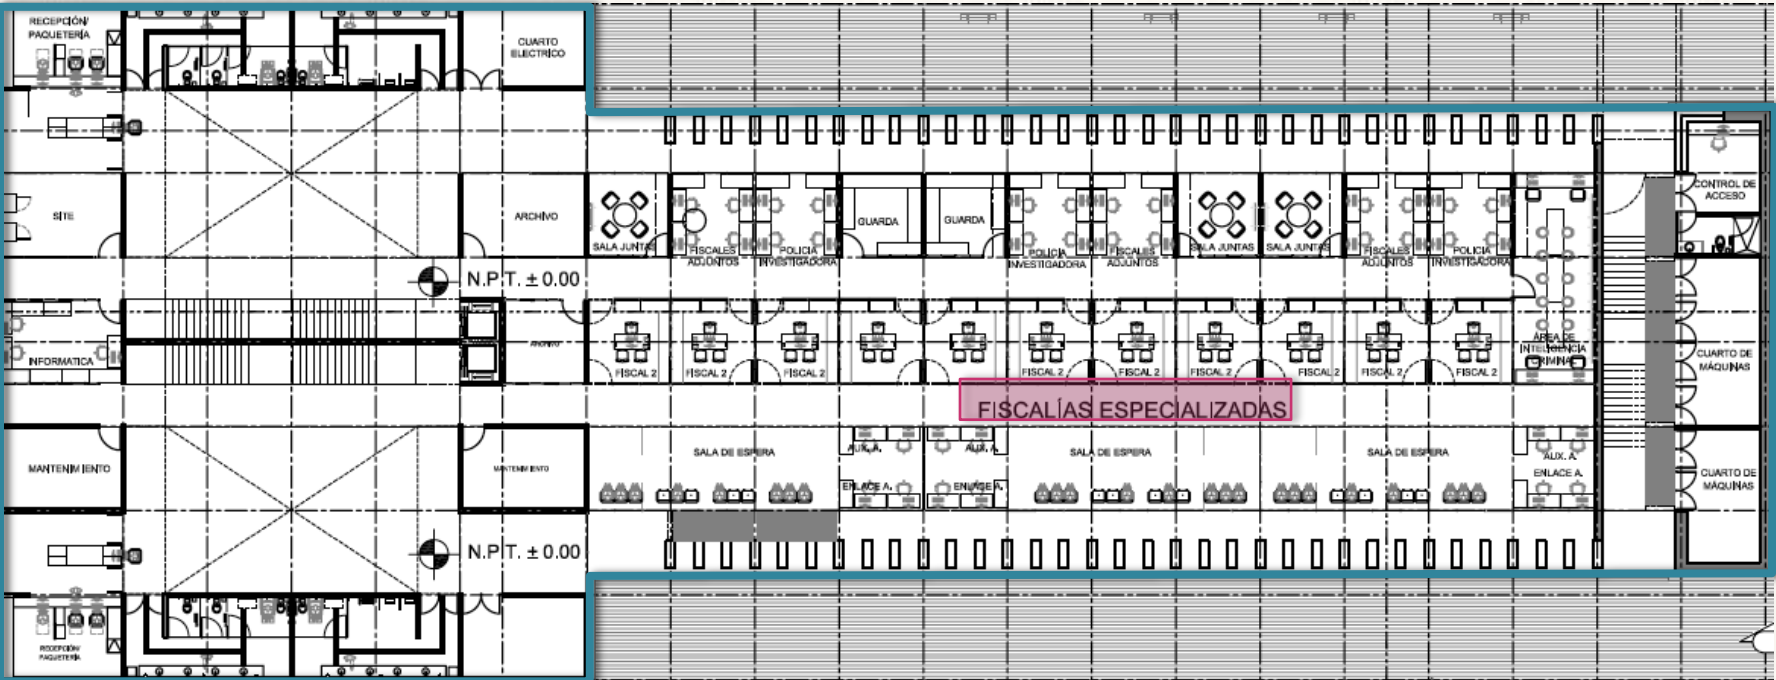 RECEPCIÓN/
PAQUETERÍA
CUARTO
ELECTRICO
SITE
ARCHIVO
SALA JUNTAS
FISCALES
ADJUNTOS
POLICIA
INVESTIGADORA
GUARDA
GUARDA
POLICIA
INVESTIGADORA
FISCALES
ADJUNTOS
SALA JUNTAS
SALA JUNTAS
FISCALES
ADJUNTOS
POLICIA
INVESTIGADORA
CONTROL DE
ACCESO
N.P.T. ± 0.00
INFORMATICA
ARCHIVO
FISCAL 2
FISCAL 2
FISCAL 2
FISCAL 2
FISCAL 2
FISCAL 2
FISCAL 2
FISCAL 2
FISCAL 2
ÁREA DE
INTELIGENCIA
CRIMINAL
CUARTO DE
MÁQUINAS
FISCALÍAS ESPECIALIZADAS
MANTENIMIENTO
MANTENIMIENTO
SALA DE ESPERA
AUX. A.
AUX. A.
ENLACE A.
ENLACE A.
SALA DE ESPERA
SALA DE ESPERA
AUX. A.
ENLACE A.
CUARTO DE
MÁQUINAS
N.P.T. ± 0.00
RECEPCIÓN/
PAQUETERÍA